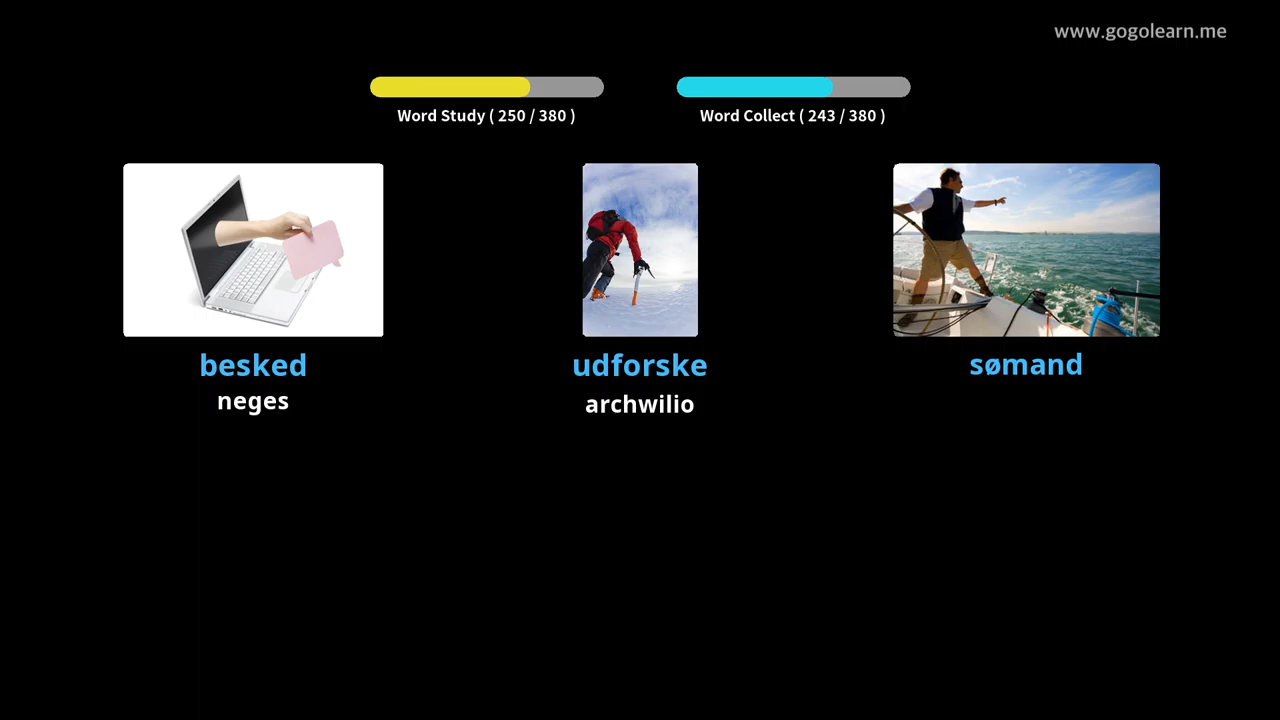 www.gogolearn.me
Word Study ( 250 / 380 )
Word Collect ( 243 / 380 )
besked
neges
udforske
archwilio
sømand